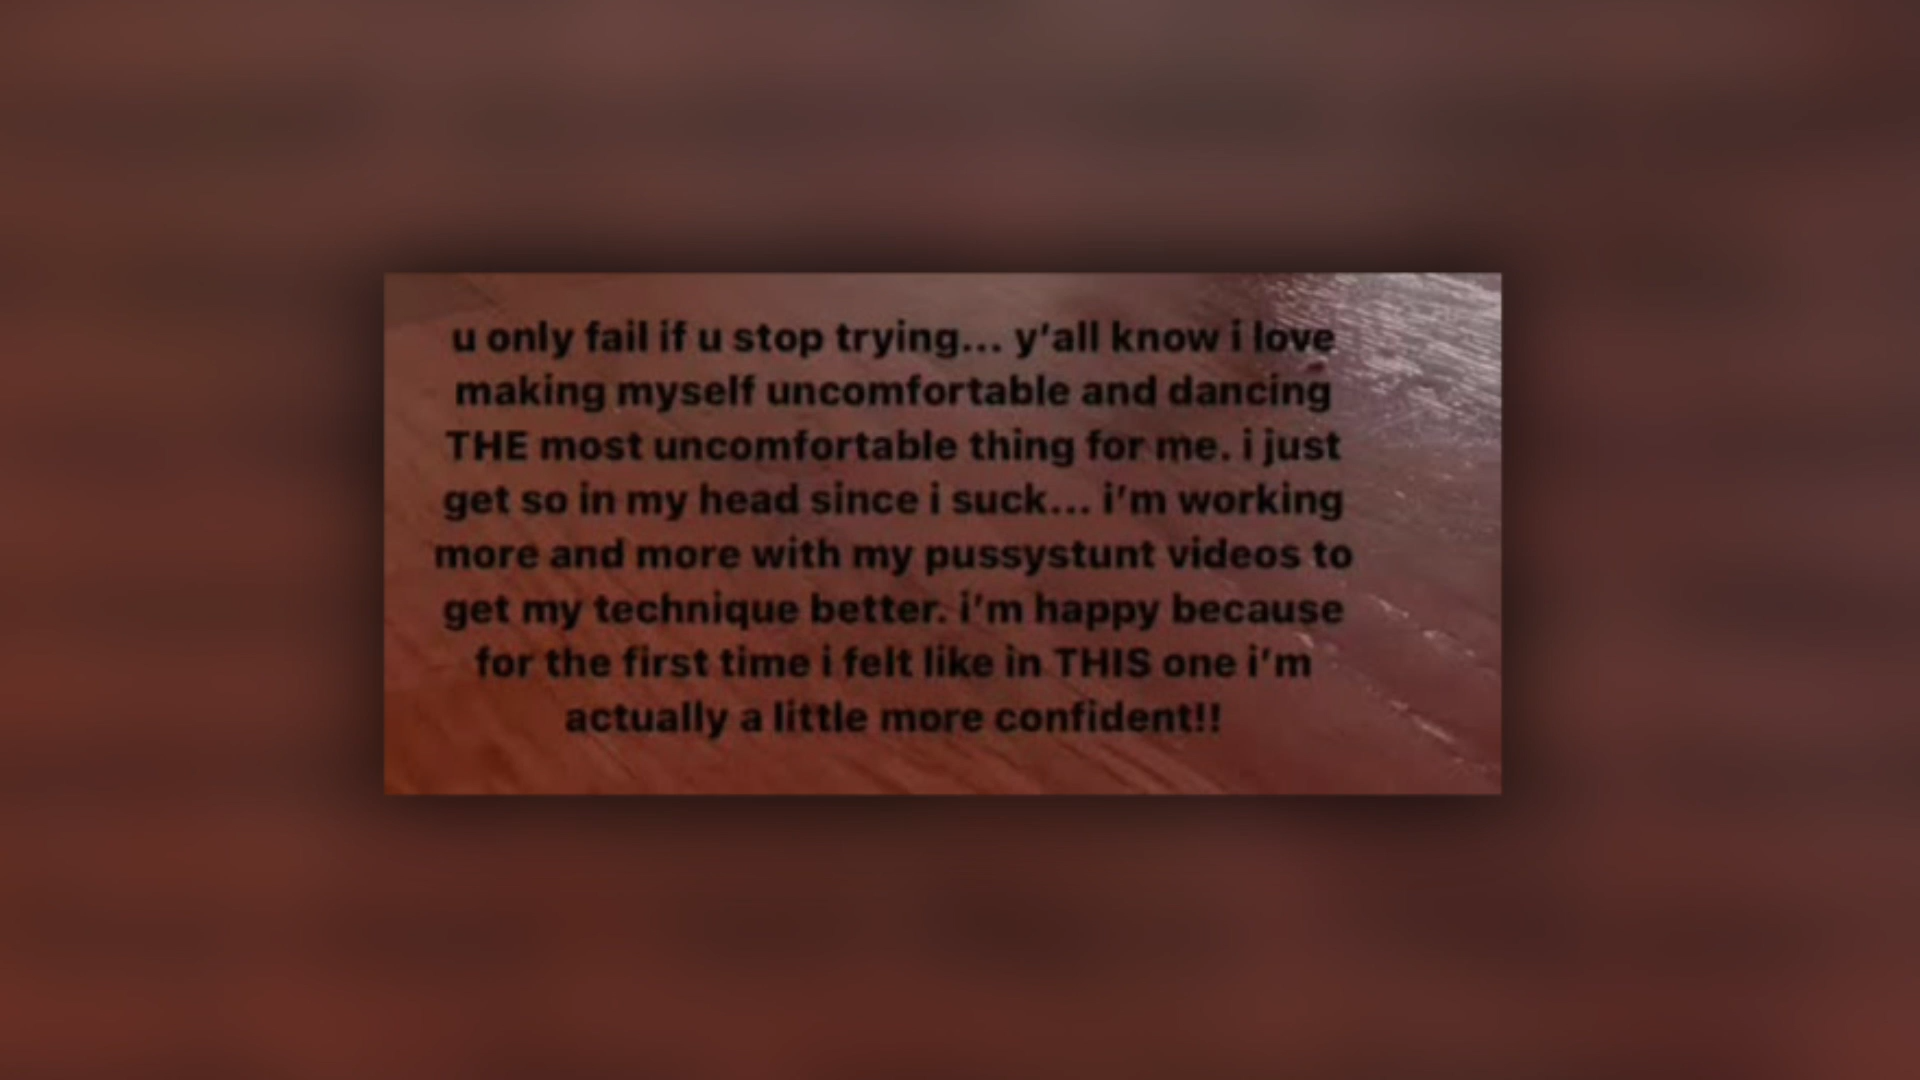 u only fail if u stop trying... y'all know i love
making myself uncomfortable and dancing
THE most uncomfortable thing for me. i just
get so in my head since i suck... i'm working
more and more with my pussystunt videos to
get my technique better. i'm happy because
for the first time i felt like in THIS one i'm
actually a little more confident!!